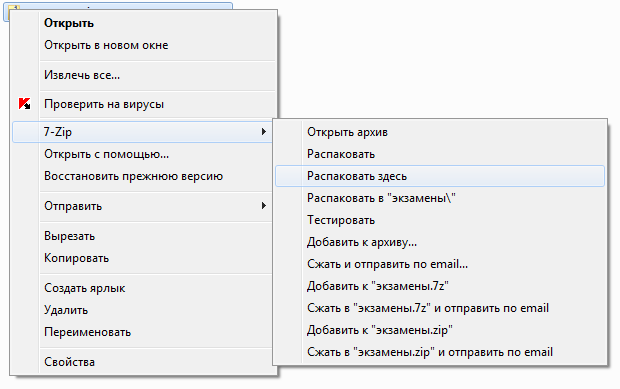 Открыть
Открыть в новом окне
Извлечь все...
Проверить на вирусы
7-Zip
Открыть с помощью...
Восстановить прежнюю версию
Отправить
Вырезать
Копировать
Создать ярлык
Удалить
Переименовать
Свойства
Открыть архив
Распаковать
Распаковать здесь
Распаковать в "экзамены\"
Тестировать
Добавить к архиву...
Сжать и отправить по email...
Добавить к "экзамены.7z"
Сжать в "экзамены.7z" и отправить по email
Добавить к "экзамены.zip"
Сжать в "экзамены.zip" и отправить по email